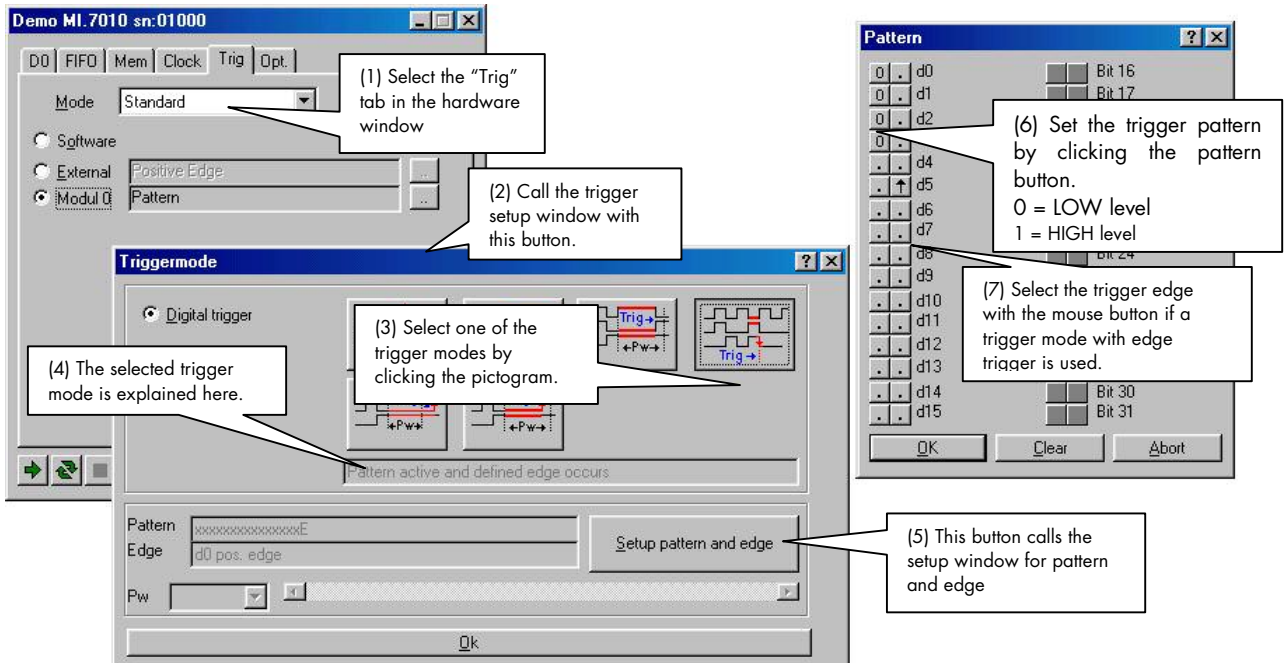 Demo MI.7010 sn:01000
D0 FIFO Mem Clock Trig Opt.
Mode Standard
Software
External Positive Edge ..
Modul 0 Pattern ..
(1) Select the “Trig”
tab in the hardware
window
(2) Call the trigger
setup window with
this button.
Triggermode
Digital trigger
(3) Select one of the
trigger modes by
clicking the pictogram.
Trig
Pw
Trig
(4) The selected trigger
mode is explained here.
Pw
Pw
Pattern active and defined edge occurs
Pattern xxxxxxxxxxxxxxxE
Edge d0 pos. edge
Setup pattern and edge
Pw
Ok
(5) This button calls the
setup window for pattern
and edge
Pattern
0 . d0 Bit 16
0 . d1 Bit 17
0 . d2
0 .
. . d4
. ↑ d5
. . d6
. . d7
. . d8 Bit 24
. . d9
. . d10
. . d11
. . d12
. . d13
. . d14 Bit 30
. . d15 Bit 31
OK Clear Abort
(6) Set the trigger pattern
by clicking the pattern
button.
0 = LOW level
1 = HIGH level
(7) Select the trigger edge
with the mouse button if a
trigger mode with edge
trigger is used.